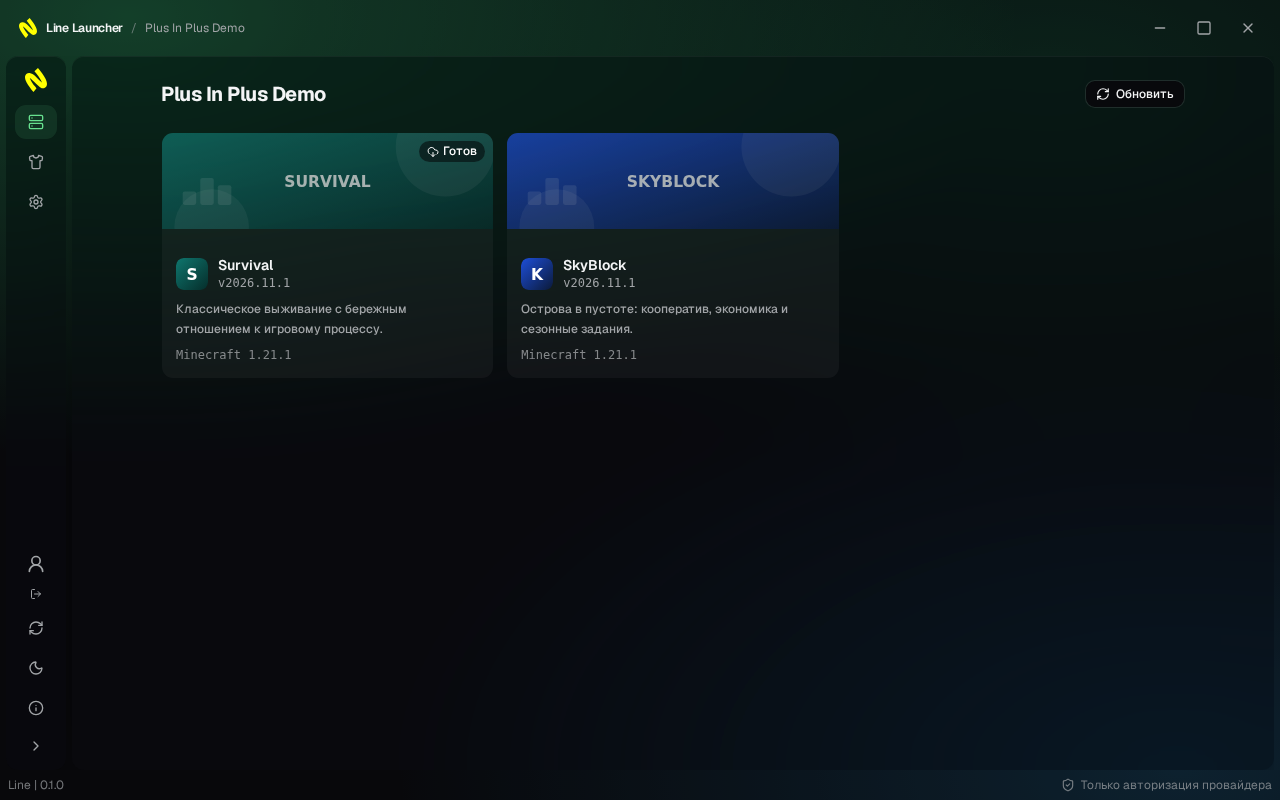 Line Launcher / Plus In Plus Demo
Plus In Plus Demo
Обновить
Готов
SURVIVAL
S
Survival
v2026.11.1
Классическое выживание с бережным
отношением к игровому процессу.
Minecraft 1.21.1
SKYBLOCK
K
SkyBlock
v2026.11.1
Острова в пустоте: кооператив, экономика и
сезонные задания.
Minecraft 1.21.1
Line | 0.1.0
Только авторизация провайдера